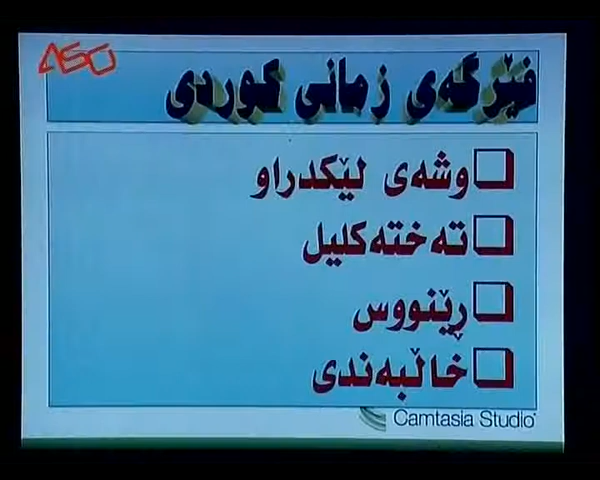 ASO
فێرگەی زمانی کوردی
وشەی لێکدراو
تەختەکلیل
ڕێنووس
خاڵبەندی
Camtasia Studio